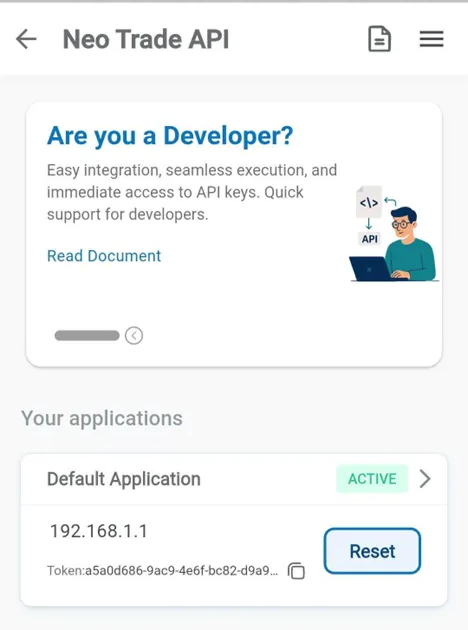 Neo Trade API
Are you a Developer?
Easy integration, seamless execution, and
immediate access to API keys. Quick
support for developers.
</>
API
Read Document
Your applications
Default Application
ACTIVE
192.168.1.1
Reset
Token:a5a0d686-9ac9-4e6f-bc82-d9a9...